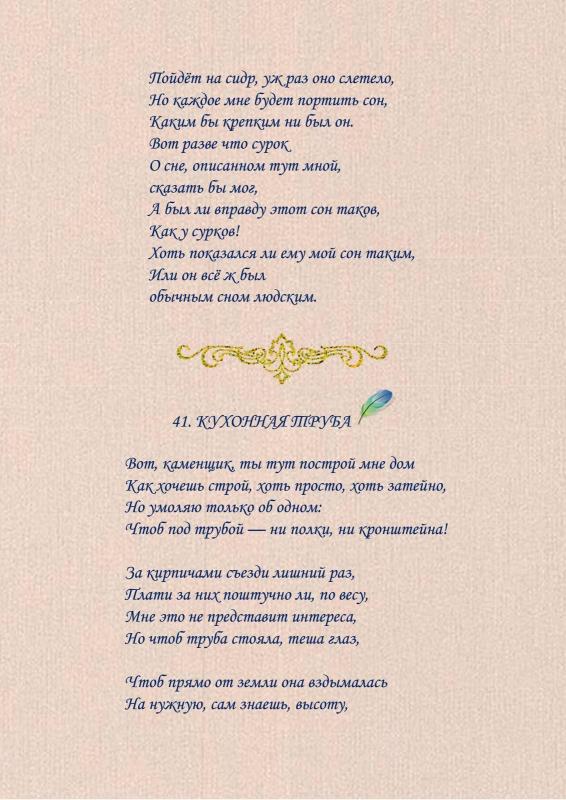 Пойдёт на сидр, уж раз оно слетело,
Но каждое мне будет портить сон,
Каким бы крепким ни был он.
Вот разве что сурок
О сне, описанном тут мной,
сказать бы мог,
А был ли вправду этот сон таков,
Как у сурков!
Хоть показался ли ему мой сон таким,
Или он всё ж был
обычным сном людским.
41. КУХОННАЯ ТРУБА
Вот, каменщик, ты тут построй мне дом
Как хочешь строй, хоть просто, хоть затейно,
Но умоляю только об одном:
Чтоб под трубой — ни полки, ни кронштейна!
За кирпичами съезди лишний раз,
Плати за них поштучно ли, по весу,
Мне это не представит интереса,
Но чтоб труба стояла, теша глаз,
Чтоб прямо от земли она вздымалась
На нужную, сам знаешь, высоту,